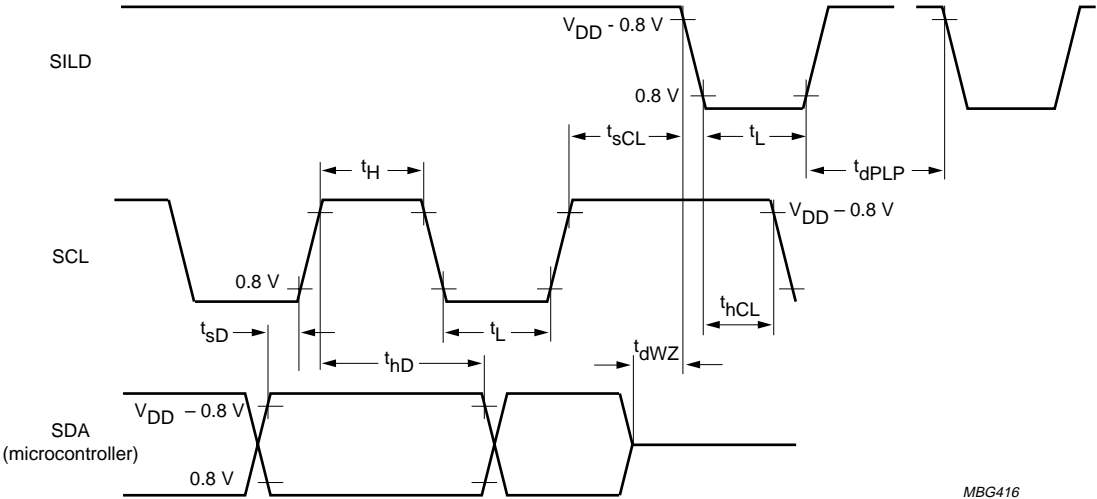 V_DD - 0.8 V
SILD
0.8 V
t_sCL
t_L
t_H
t_dPLP
V_DD – 0.8 V
SCL
0.8 V
t_hCL
t_sD
t_L
t_dWZ
t_hD
V_DD – 0.8 V
SDA
(microcontroller)
0.8 V
MBG416